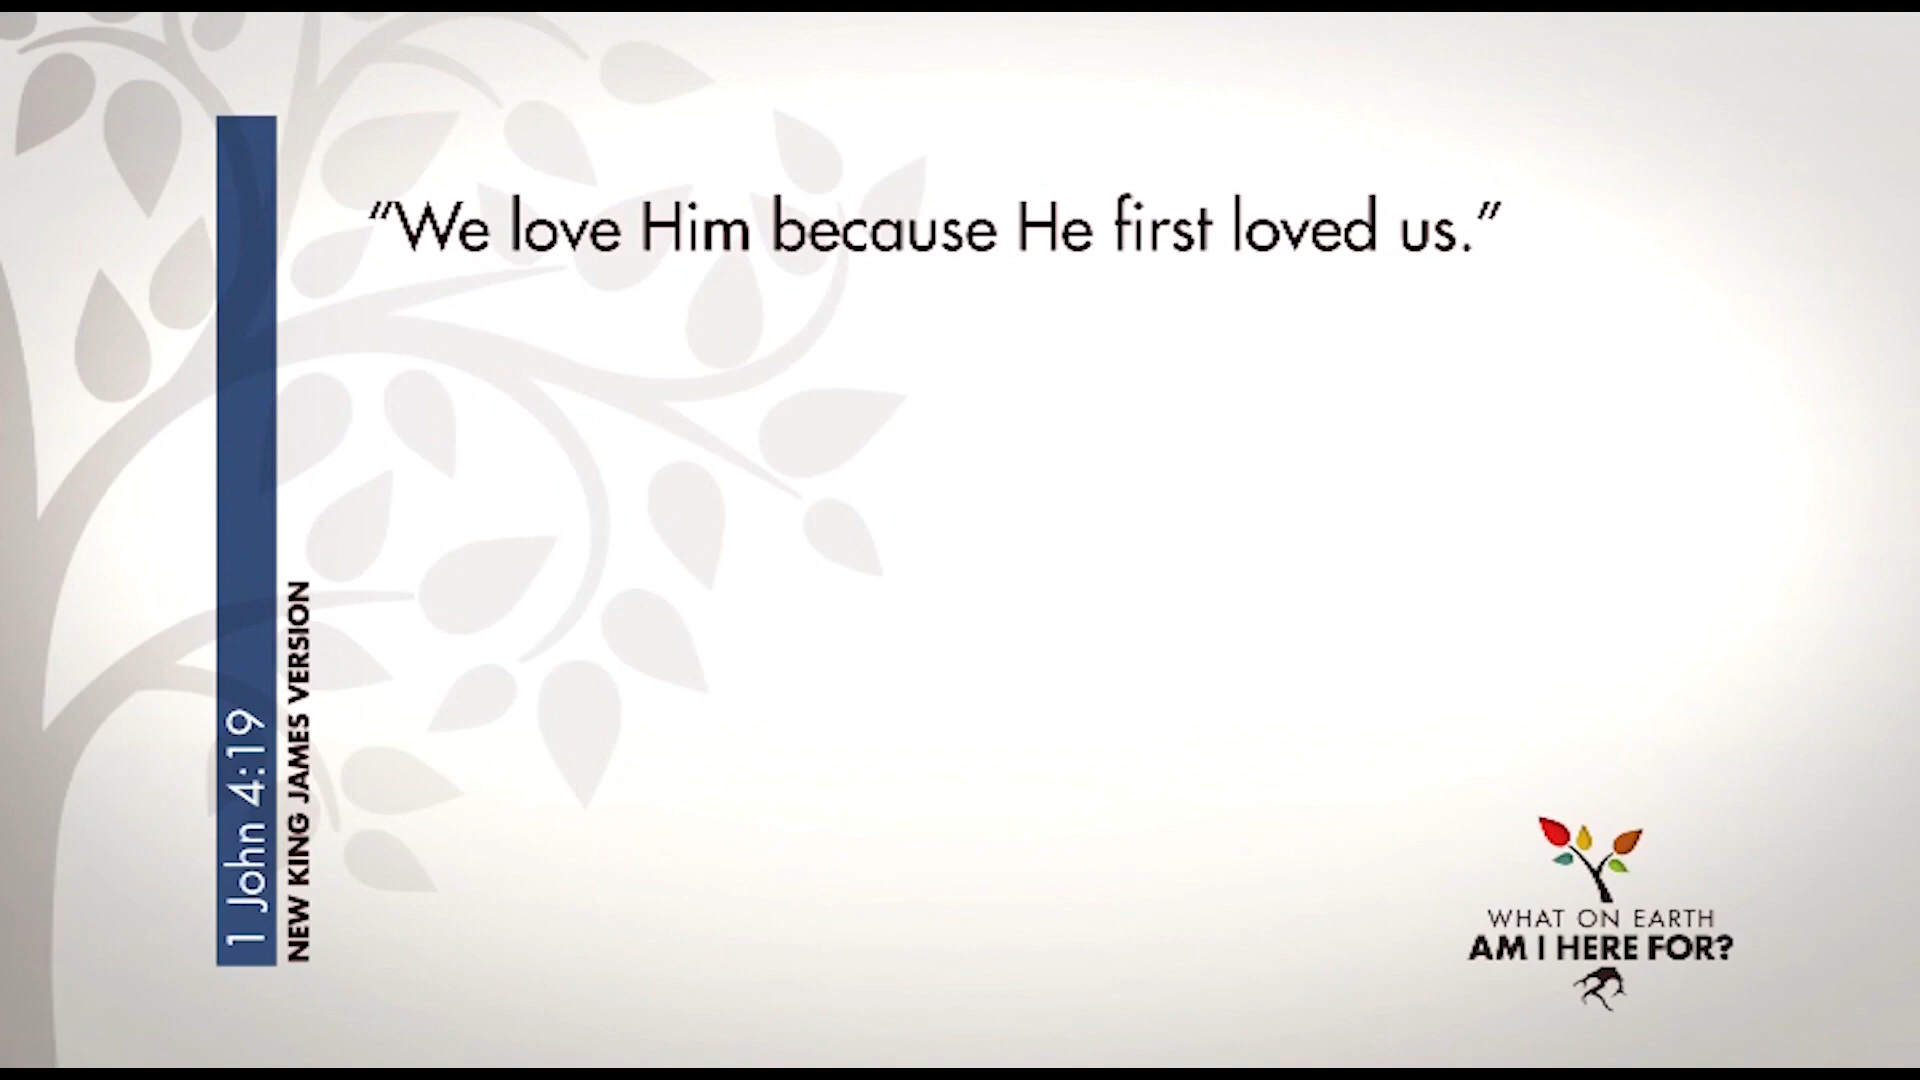 “We love Him because He first loved us.”
1 John 4:19
NEW KING JAMES VERSION
WHAT ON EARTH
AM I HERE FOR?